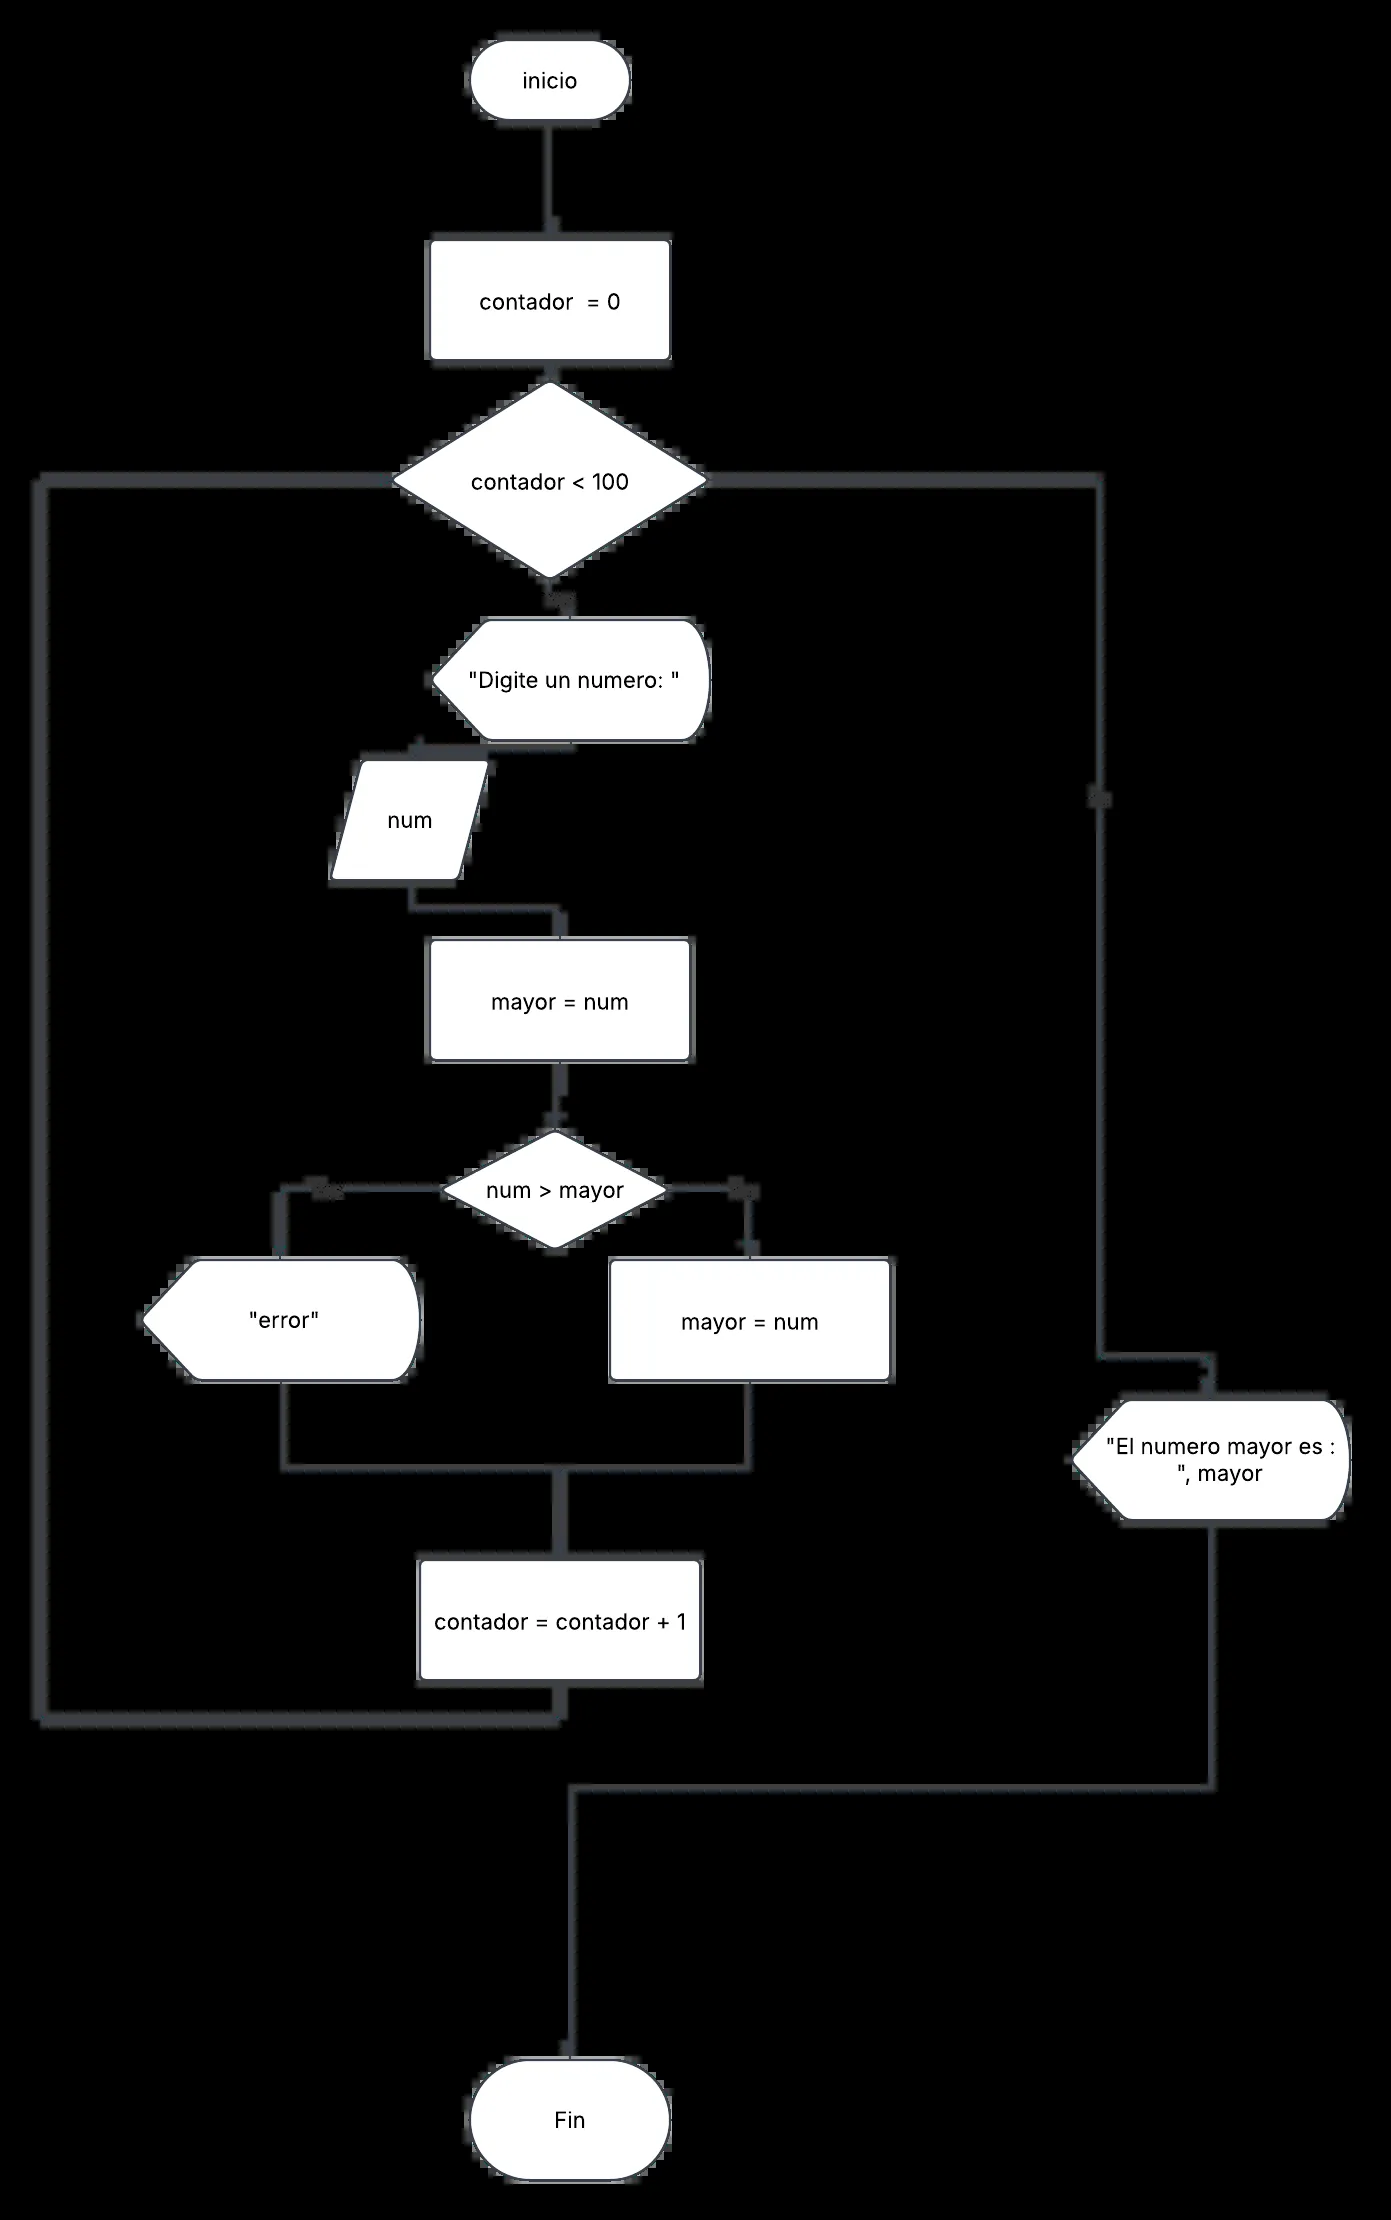 inicio
contador  = 0
contador < 100
"Digite un numero: "
num
mayor = num
num > mayor
"error"
mayor = num
"El numero mayor es :
", mayor
contador = contador + 1
Fin